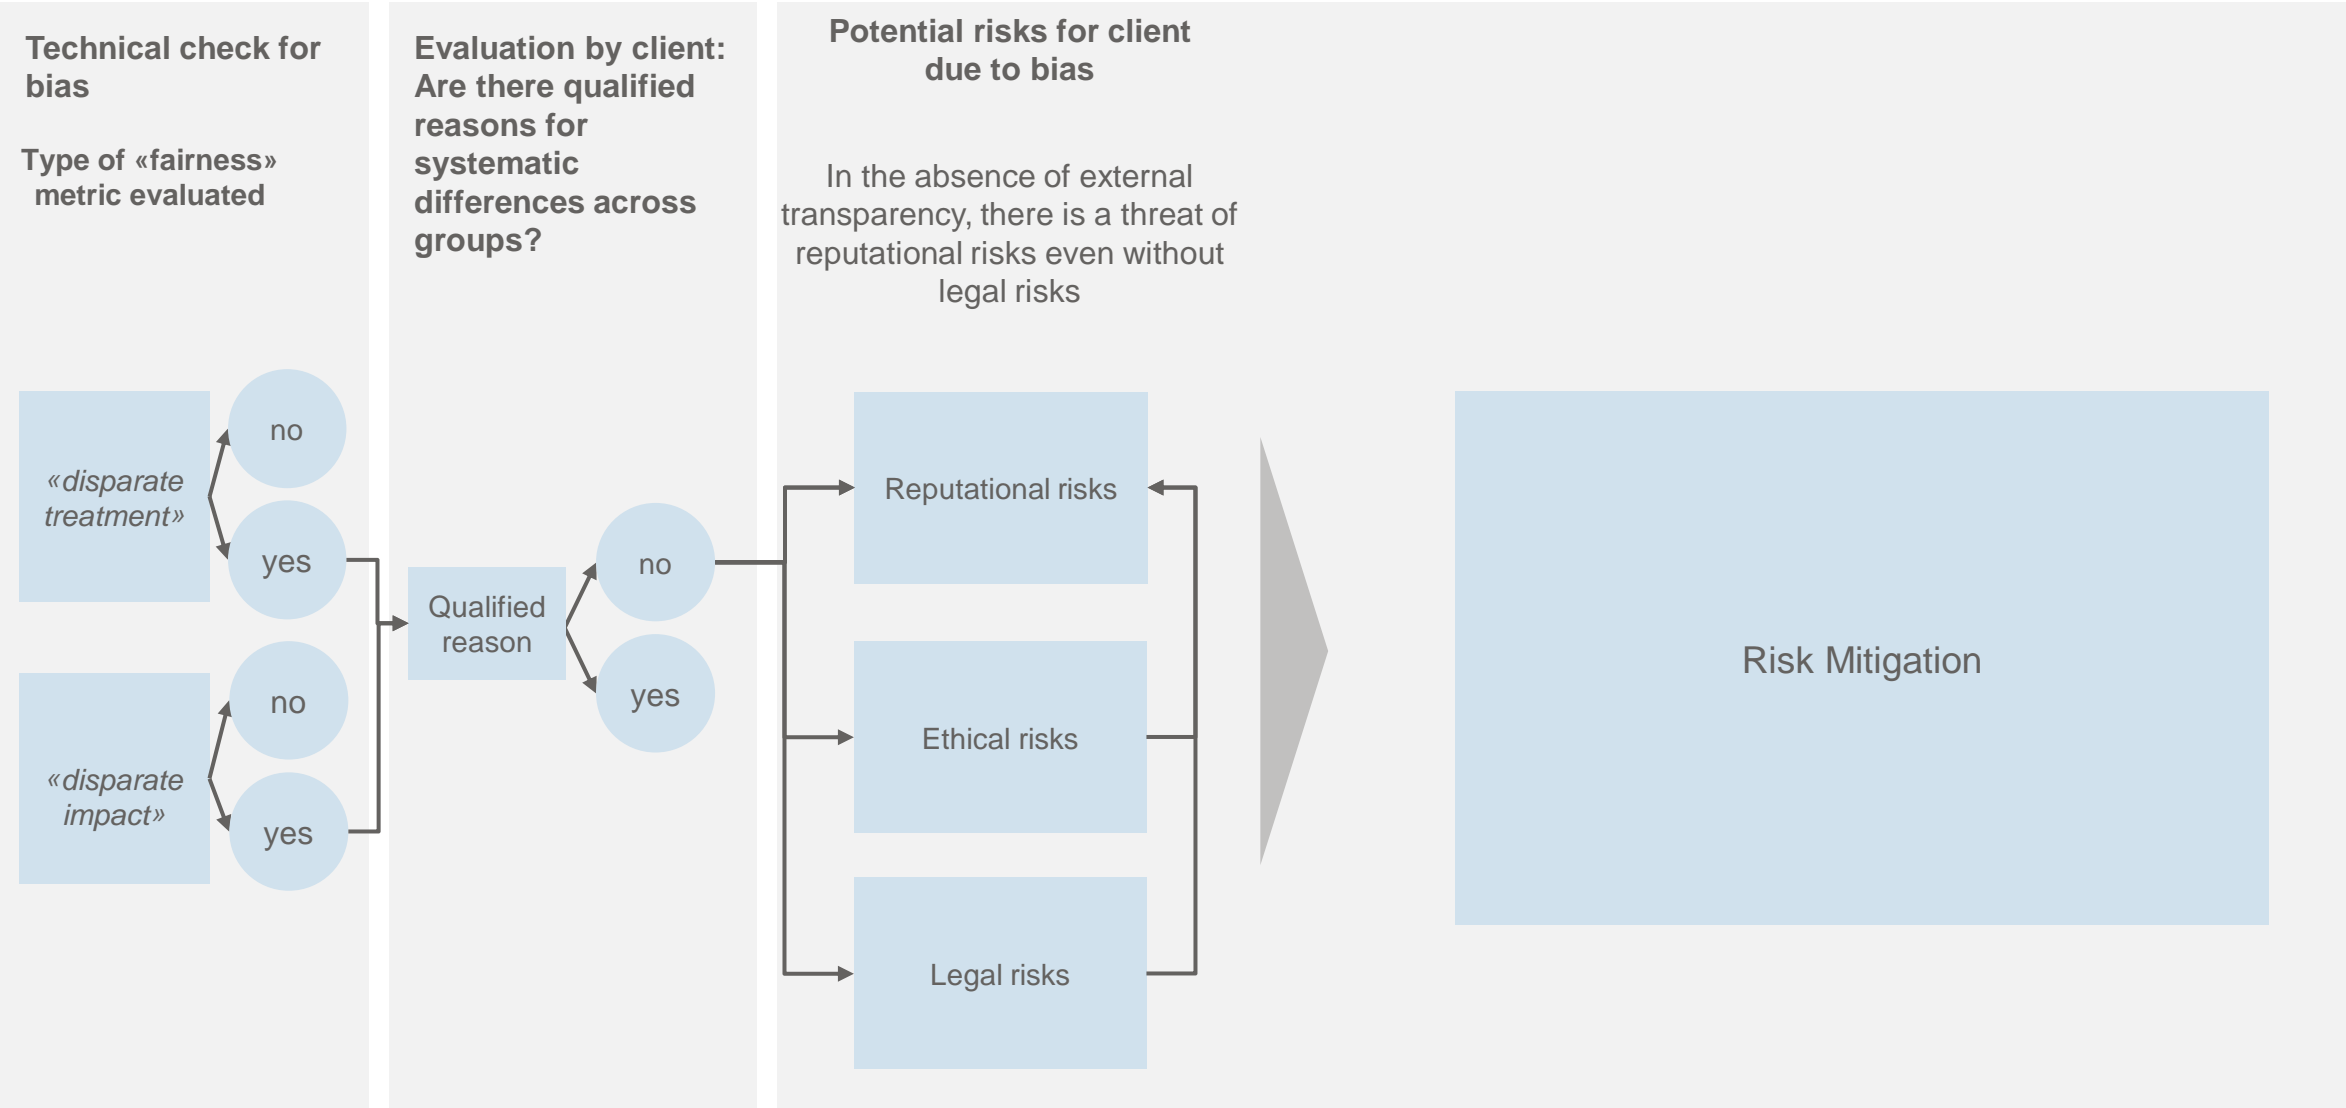 Technical check for
bias
Type of «fairness»
metric evaluated
Evaluation by client:
Are there qualified
reasons for
systematic
differences across
groups?
Potential risks for client
due to bias
In the absence of external
transparency, there is a threat of
reputational risks even without
legal risks
«disparate
treatment»
no
yes
«disparate
impact»
no
yes
Qualified
reason
no
yes
Reputational risks
Ethical risks
Legal risks
Risk Mitigation